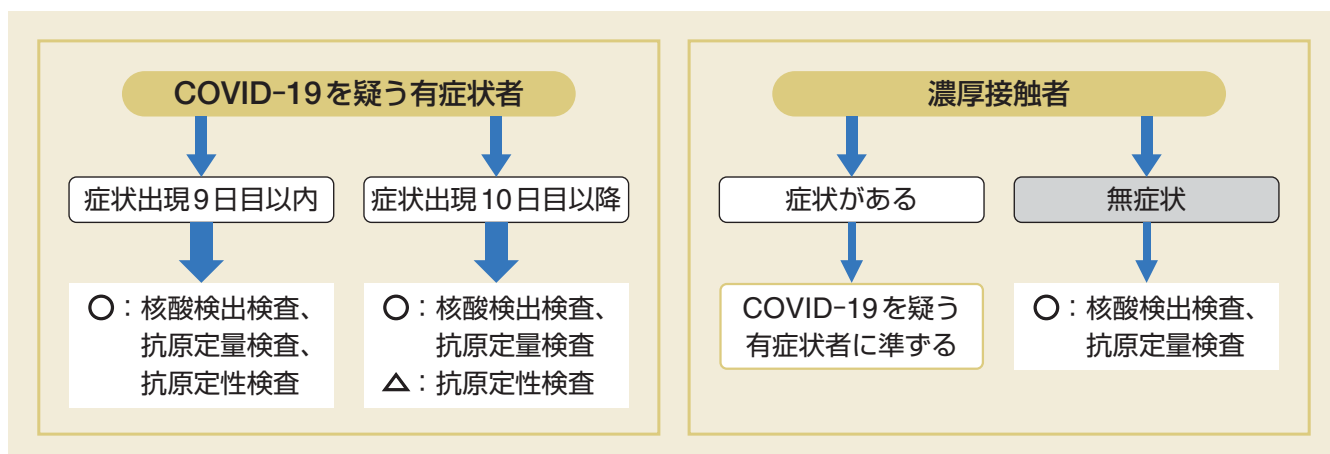 COVID-19を疑う有症状者
症状出現9日目以内
○：核酸検出検査、
抗原定量検査、
抗原定性検査
症状出現10日目以降
○：核酸検出検査、
抗原定量検査
△：抗原定性検査
濃厚接触者
症状がある
COVID-19を疑う
有症状者に準ずる
無症状
○：核酸検出検査、
抗原定量検査